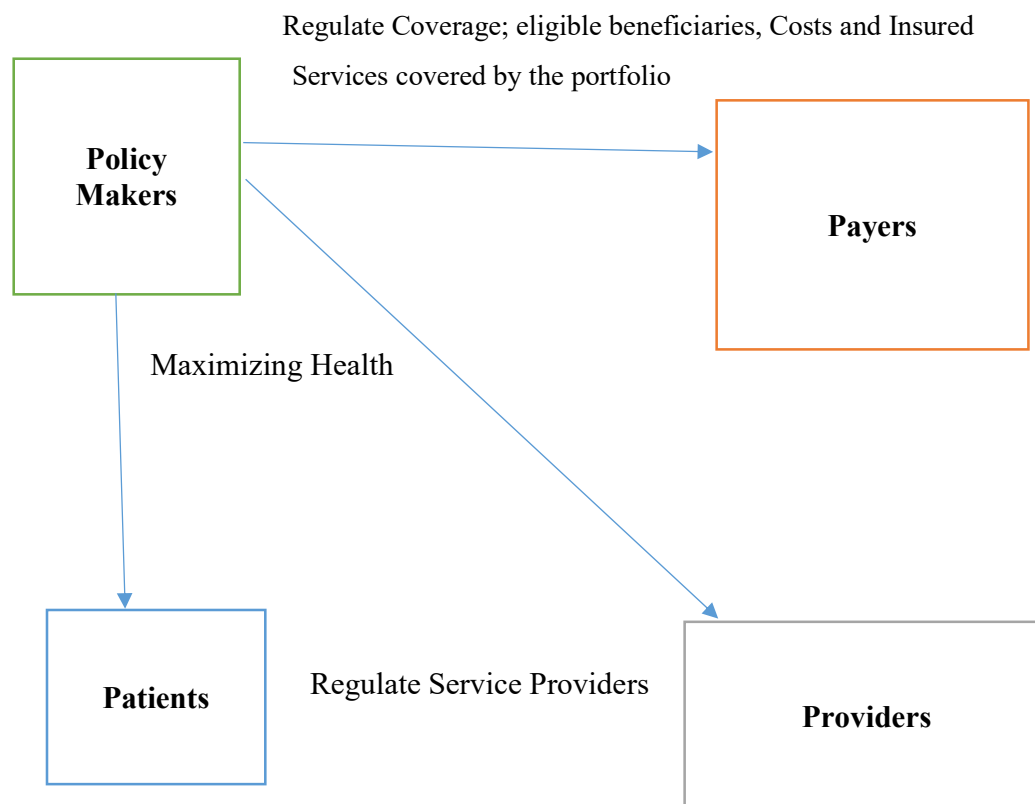 Regulate Coverage; eligible beneficiaries, Costs and Insured
Services covered by the portfolio
Policy
Makers
Payers
Maximizing Health
Patients
Regulate Service Providers
Providers